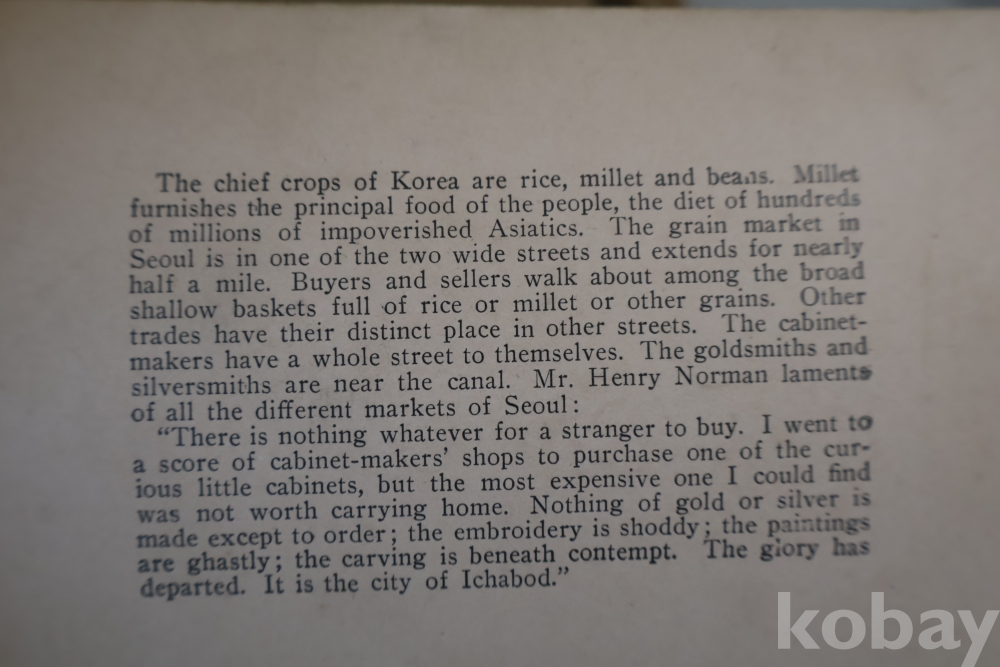 The chief crops of Korea are rice, millet and beans. Millet
furnishes the principal food of the people, the diet of hundreds
of millions of impoverished Asiatics. The grain market in
Seoul is in one of the two wide streets and extends for nearly
half a mile. Buyers and sellers walk about among the broad
shallow baskets full of rice or millet or other grains. Other
trades have their distinct place in other streets. The cabinet-
makers have a whole street to themselves. The goldsmiths and
silversmiths are near the canal. Mr. Henry Norman laments
of all the different markets of Seoul:
“There is nothing whatever for a stranger to buy. I went to
a score of cabinet-makers’ shops to purchase one of the cur-
ious little cabinets, but the most expensive one I could find
was not worth carrying home. Nothing of gold or silver is
made except to order; the embroidery is shoddy; the paintings
are ghastly; the carving is beneath contempt. The glory has
departed. It is the city of Ichabod.”
kobay